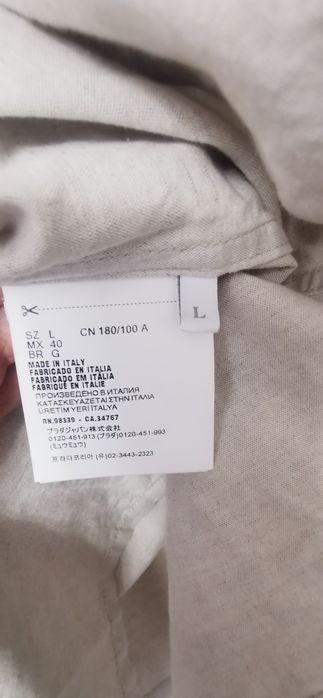 SZ L CN 180/100 A
MX 40
BR G
MADE IN ITALY
FABRICADO EN ITALIA
FABRICADO EM ITÁLIA
FABRIQUÉ EN ITALIE
ПРОИЗВЕДЕНО В ИТАЛИЯ
ΚΑΤΑΣΚΕΥΑΖΕΤΑΙ ΣΤΗΝ ΙΤΑΛΙΑ
ÜRETİM YERİ İTALYA
RN.98339 - CA.34767
プラダジャパン株式会社
0120-451-913 (プラダ) 0120-451-993
(ミュウミュウ)
프라다코리아 (유) 02-3443-2323
L